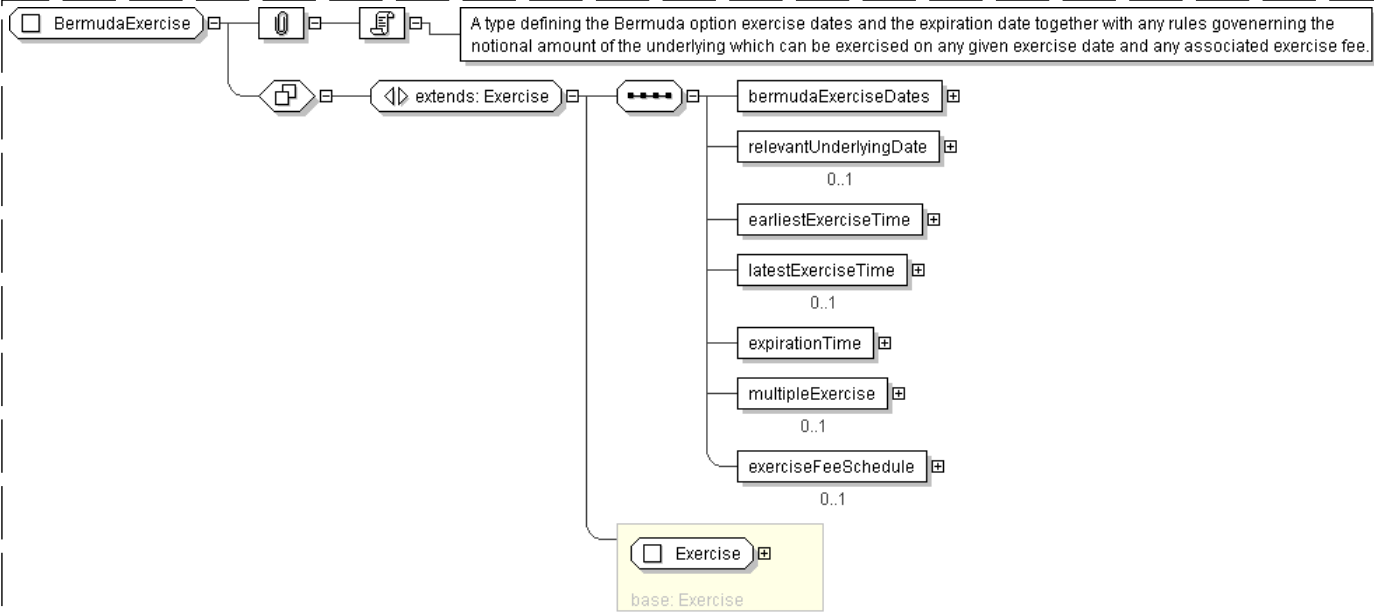 BermudaExercise
A type defining the Bermuda option exercise dates and the expiration date together with any rules govenerning the
notional amount of the underlying which can be exercised on any given exercise date and any associated exercise fee.
extends: Exercise
bermudaExerciseDates
relevantUnderlyingDate
0..1
earliestExerciseTime
latestExerciseTime
0..1
expirationTime
multipleExercise
0..1
exerciseFeeSchedule
0..1
Exercise
base: Exercise